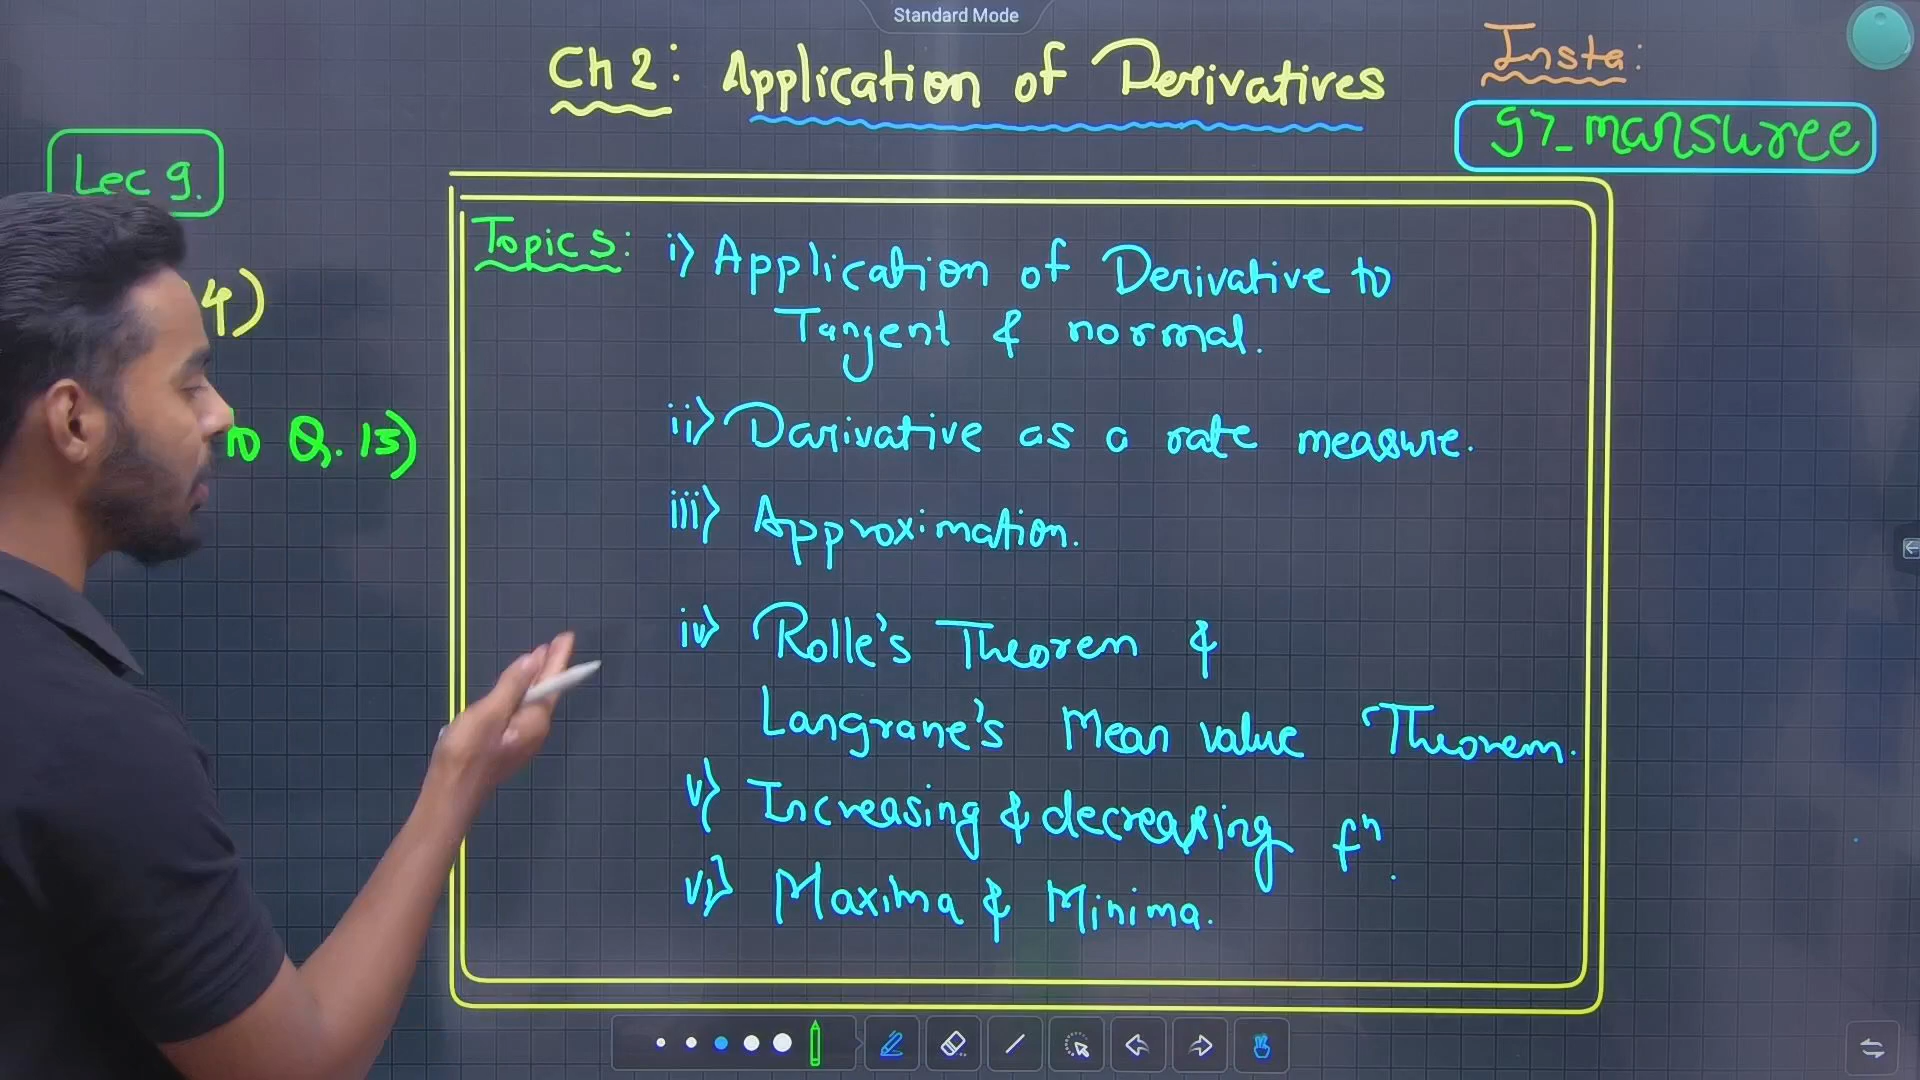 Standard Mode
Ch 2: Application of Derivatives
Insta:
97_mansuree
Lec 9.
4)
Q. 15)
Topics:
i) Application of Derivative to
Tangent & normal.
ii) Darivative as a rate measure.
iii) Approximation.
iv) Rolle's Theorem &
Langrane's Mean value Theorem.
v) Increasing & decreasing fⁿ.
vi) Maxima & Minima.